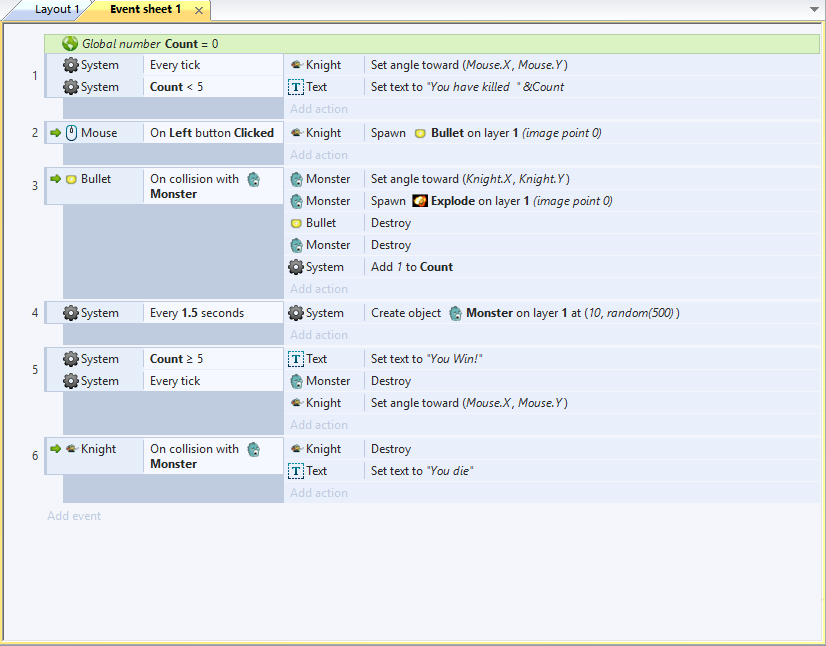 Layout 1 Event sheet 1
Global number Count = 0
1 System Every tick Knight Set angle toward (Mouse.X, Mouse.Y)
System Count < 5 T Text Set text to "You have killed " &Count
Add action
2 Mouse On Left button Clicked Knight Spawn Bullet on layer 1 (image point 0)
Add action
3 Bullet On collision with Monster Monster Set angle toward (Knight.X, Knight.Y)
Monster Spawn Explode on layer 1 (image point 0)
Bullet Destroy
Monster Destroy
System Add 1 to Count
Add action
4 System Every 1.5 seconds System Create object Monster on layer 1 at (10, random(500))
Add action
5 System Count ≥ 5 T Text Set text to "You Win!"
System Every tick Monster Destroy
Knight Set angle toward (Mouse.X, Mouse.Y)
Add action
6 Knight On collision with Monster Knight Destroy
T Text Set text to "You die"
Add action
Add event